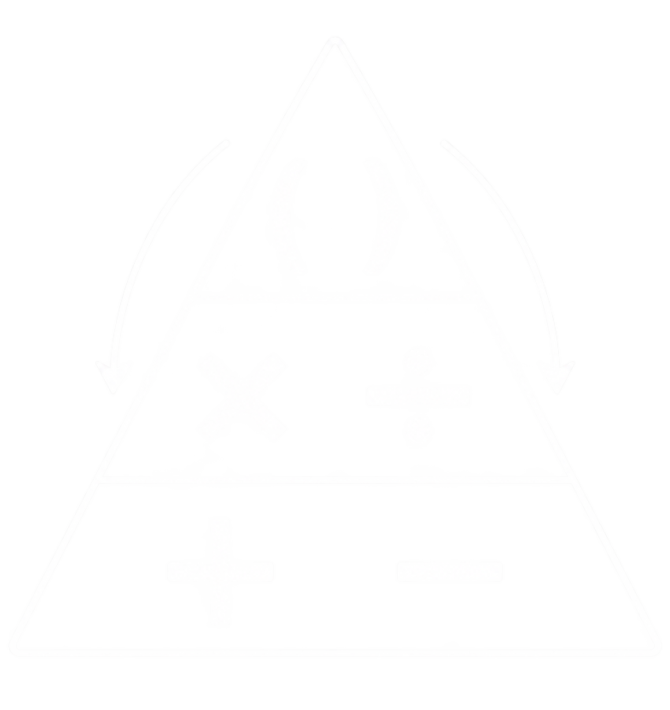 ( )
× ÷
+ −